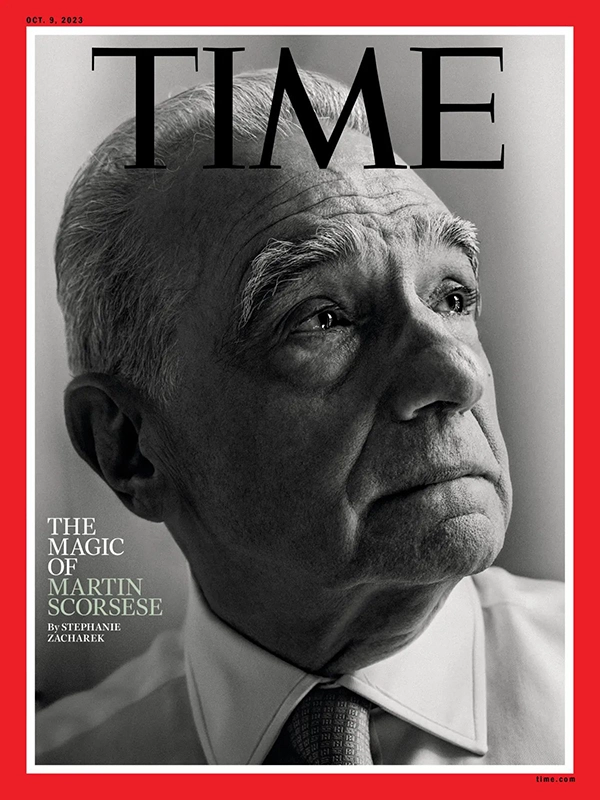 OCT. 9, 2023
TIME
THE
MAGIC
OF
MARTIN
SCORSESE
By STEPHANIE
ZACHAREK
time.com